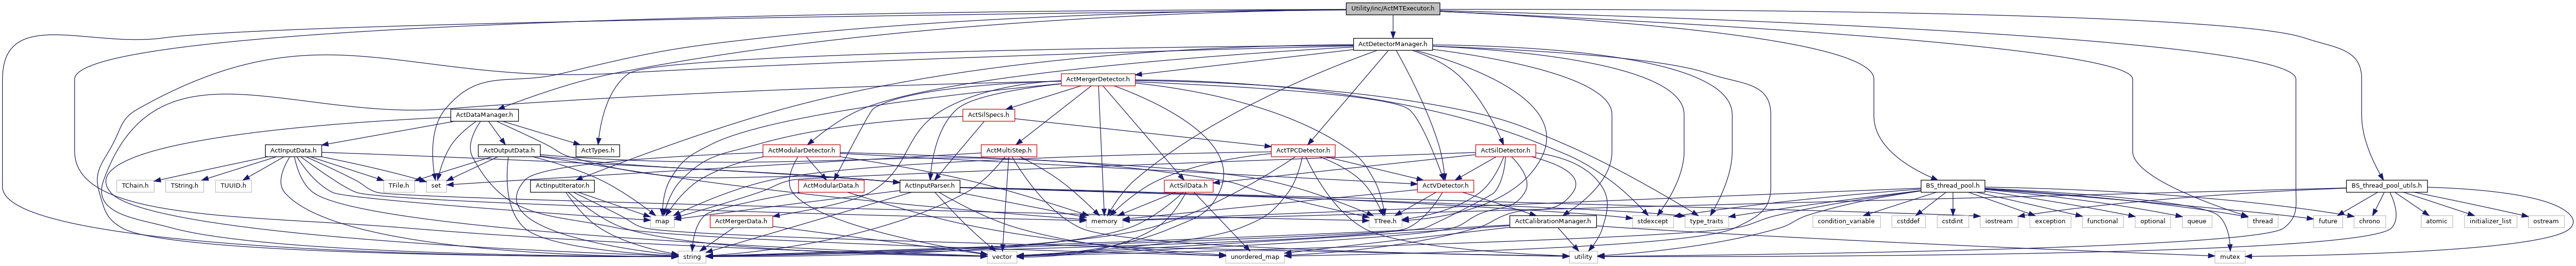 Utility/inc/ActMTExecutor.h
ActDetectorManager.h
ActMergerDetector.h
ActDataManager.h
ActSilSpecs.h
ActInputData.h
ActOutputData.h
ActTypes.h
ActModularDetector.h
ActMultiStep.h
ActTPCDetector.h
ActSilDetector.h
TChain.h
TString.h
TUUID.h
TFile.h
set
ActInputIterator.h
ActModularData.h
ActInputParser.h
ActSilData.h
ActVDetector.h
BS_thread_pool.h
BS_thread_pool_utils.h
map
ActMergerData.h
memory
TTree.h
ActCalibrationManager.h
stdexcept
type_traits
condition_variable
cstddef
cstdint
iostream
exception
functional
optional
queue
thread
future
chrono
atomic
initializer_list
ostream
string
vector
unordered_map
utility
mutex